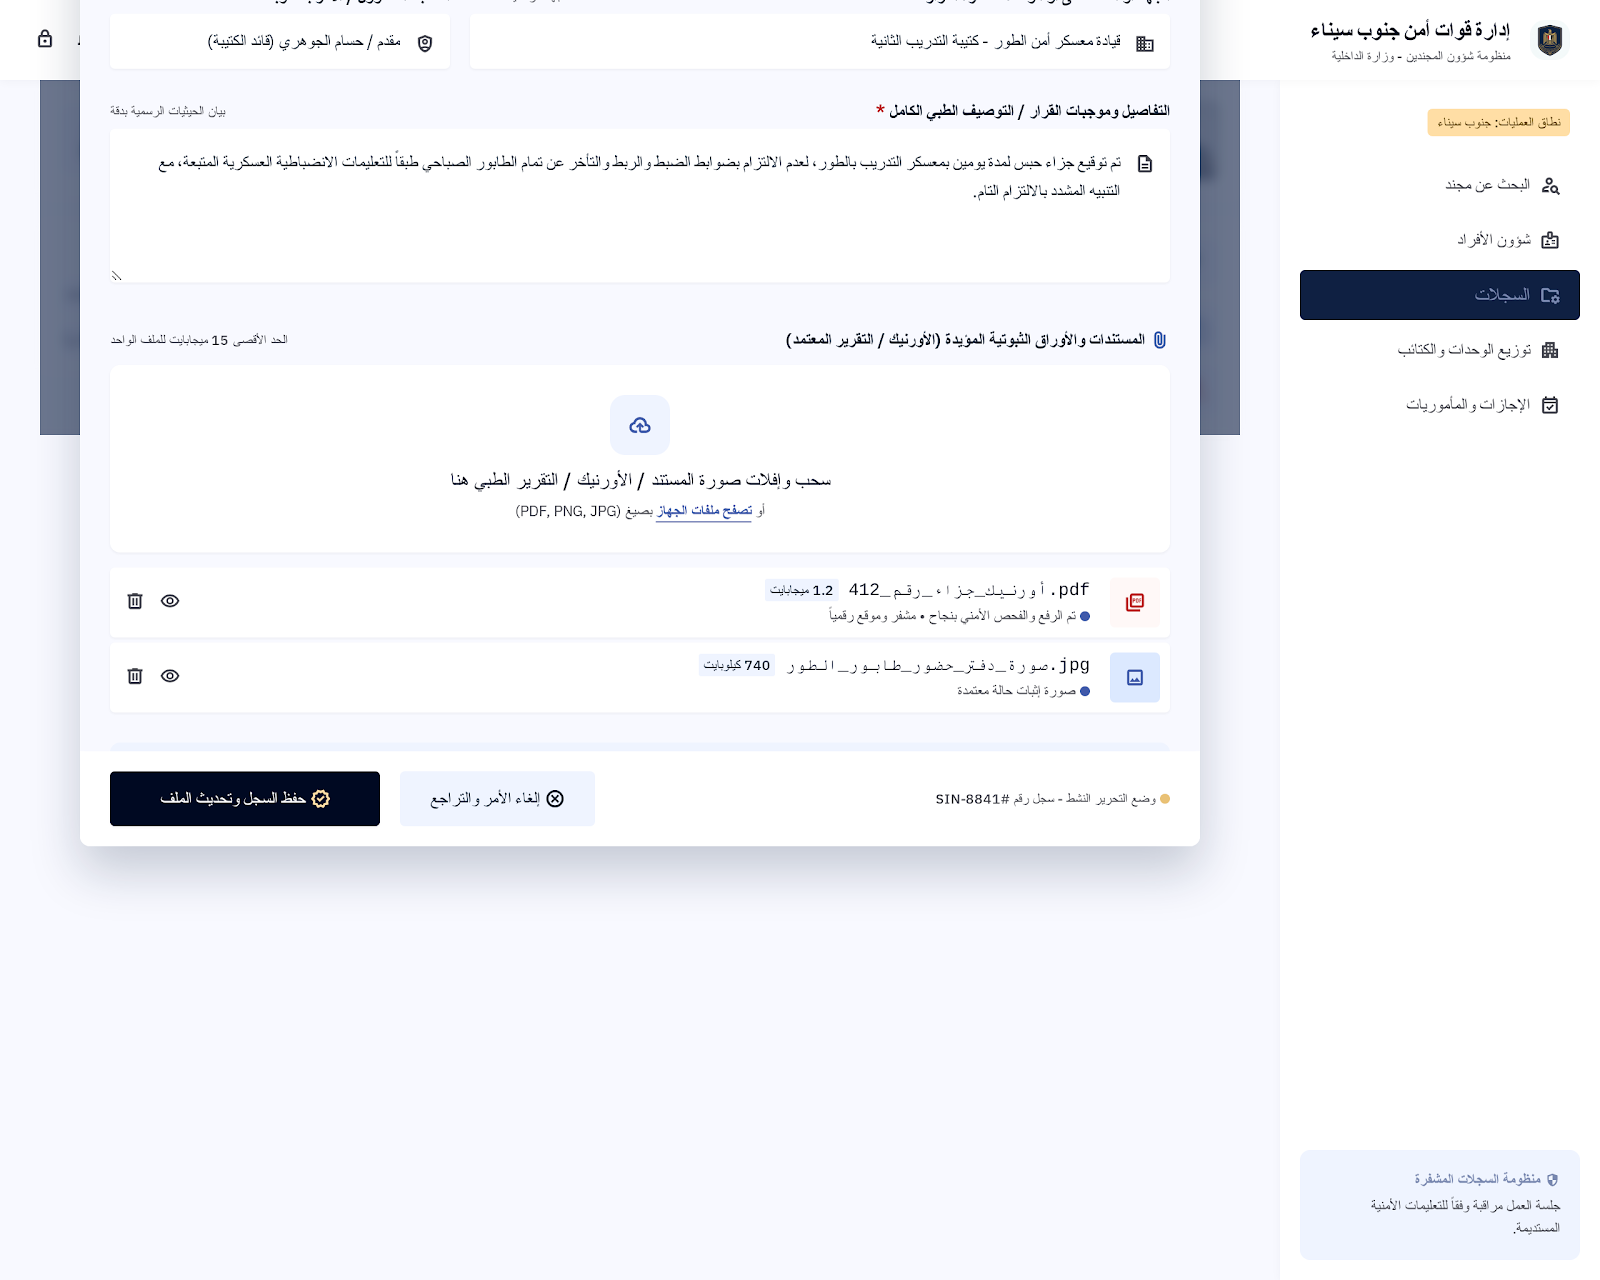 إدارة قوات أمن جنوب سيناء
منظومة شؤون المجندين - وزارة الداخلية
نطاق العمليات: جنوب سيناء
البحث عن مجند
شؤون الأفراد
السجلات
توزيع الوحدات والكتائب
الإجازات والمأموريات
منظومة السجلات المشفرة
جلسة العمل مراقبة وفقاً للتعليمات الأمنية
المستديمة.
قيادة معسكر أمن الطور - كتيبة التدريب الثانية
مقدم / حسام الجوهري (قائد الكتيبة)
التفاصيل وموجبات القرار / التوصيف الطبي الكامل *
بيان الحيثيات الرسمية بدقة
تم توقيع جزاء حبس لمدة يومين بمعسكر التدريب بالطور، لعدم الالتزام بضوابط الضبط والربط والتأخر عن تمام الطابور الصباحي طبقاً للتعليمات الانضباطية العسكرية المتبعة، مع
التنبيه المشدد بالالتزام التام.
المستندات والأوراق الثبوتية المؤيدة (الأورنيك / التقرير المعتمد)
الحد الأقصى 15 ميجابايت للملف الواحد
سحب وإفلات صورة المستند / الأورنيك / التقرير الطبي هنا
أو تصفح ملفات الجهاز بصيغ (PDF, PNG, JPG)
أورنيك_جزاء_رقم_412.pdf
1.2 ميجابايت
تم الرفع والفحص الأمني بنجاح • مشفر وموقع رقمياً
صورة_دفتر_حضور_طابور_الطور.jpg
740 كيلوبايت
صورة إثبات حالة معتمدة
وضع التحرير النشط - سجل رقم #SIN-8841
إلغاء الأمر والتراجع
حفظ السجل وتحديث الملف